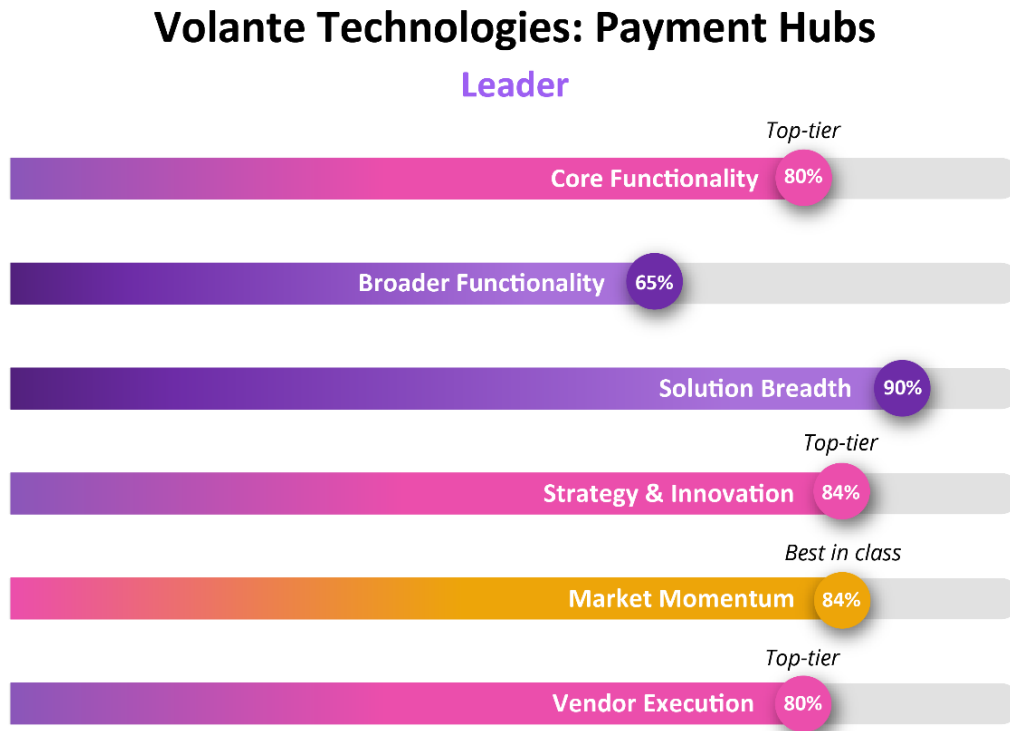 Volante Technologies: Payment Hubs
Leader
Top-tier
Core Functionality 80%
Broader Functionality 65%
Solution Breadth 90%
Top-tier
Strategy & Innovation 84%
Best in class
Market Momentum 84%
Top-tier
Vendor Execution 80%